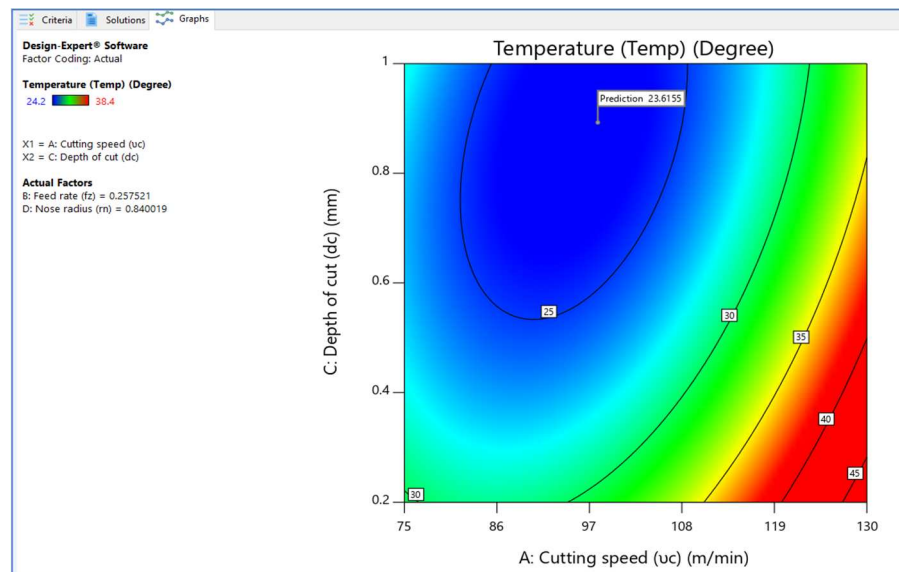 Criteria
Solutions
Graphs
Design-Expert® Software
Factor Coding: Actual
Temperature (Temp) (Degree)
24.2 38.4
X1 = A: Cutting speed (υc)
X2 = C: Depth of cut (dc)
Actual Factors
B: Feed rate (fz) = 0.257521
D: Nose radius (rn) = 0.840019
Temperature (Temp) (Degree)
C: Depth of cut (dc) (mm)
1
0.8
0.6
0.4
0.2
Prediction 23.6155
25
30
35
40
45
30
75 86 97 108 119 130
A: Cutting speed (υc) (m/min)